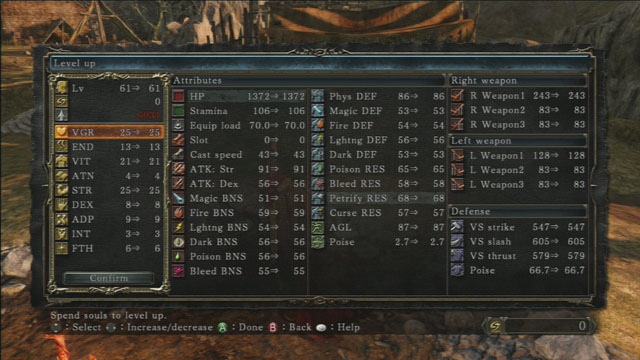 Level up
Lv 61⇒ 61
0
VGR 25⇒ 25
END 13⇒ 13
VIT 21⇒ 21
ATN 4⇒ 4
STR 25⇒ 25
DEX 8⇒ 8
ADP 9⇒ 9
INT 3⇒ 3
FTH 6⇒ 6
Confirm
Attributes
HP 1372⇒ 1372
Stamina 106⇒ 106
Equip load 70.0⇒ 70.0
Slot 0⇒ 0
Cast speed 43⇒ 43
ATK: Str 91⇒ 91
ATK: Dex 56⇒ 56
Magic BNS 51⇒ 51
Fire BNS 59⇒ 59
Lghtng BNS 54⇒ 54
Dark BNS 56⇒ 56
Poison BNS 56⇒ 56
Bleed BNS 55⇒ 55
Phys DEF 86⇒ 86
Magic DEF 53⇒ 53
Fire DEF 54⇒ 54
Lghtng DEF 53⇒ 53
Dark DEF 53⇒ 53
Poison RES 65⇒ 65
Bleed RES 58⇒ 58
Petrify RES 68⇒ 68
Curse RES 57⇒ 57
AGL 87⇒ 87
Poise 2.7⇒ 2.7
Right weapon
R Weapon1 243⇒ 243
R Weapon2 83⇒ 83
R Weapon3 83⇒ 83
Left weapon
L Weapon1 128⇒ 128
L Weapon2 83⇒ 83
L Weapon3 83⇒ 83
Defense
VS strike 547⇒ 547
VS slash 605⇒ 605
VS thrust 579⇒ 579
Poise 66.7⇒ 66.7
Spend souls to level up.
: Select : Increase/decrease A : Done B : Back : Help
0